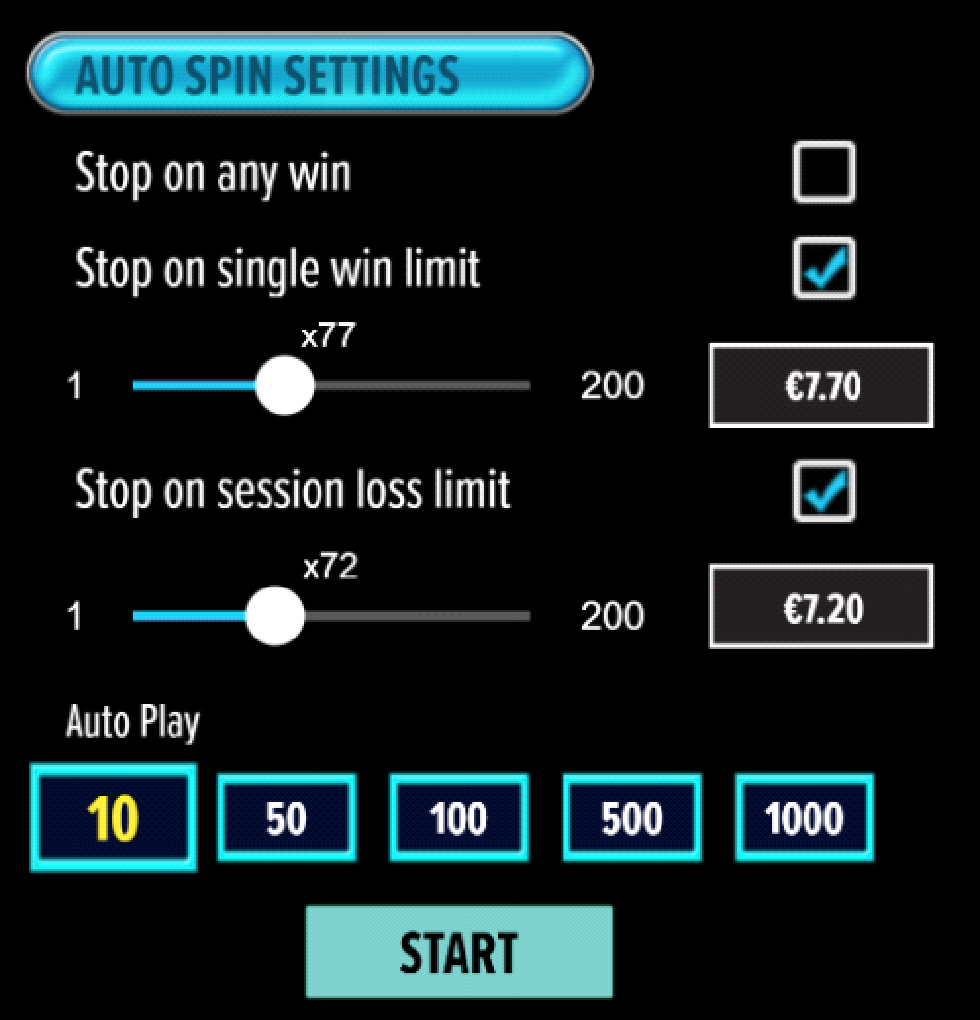 AUTO SPIN SETTINGS
Stop on any win
Stop on single win limit
x77
1 200 €7.70
Stop on session loss limit
x72
1 200 €7.20
Auto Play
10 50 100 500 1000
START